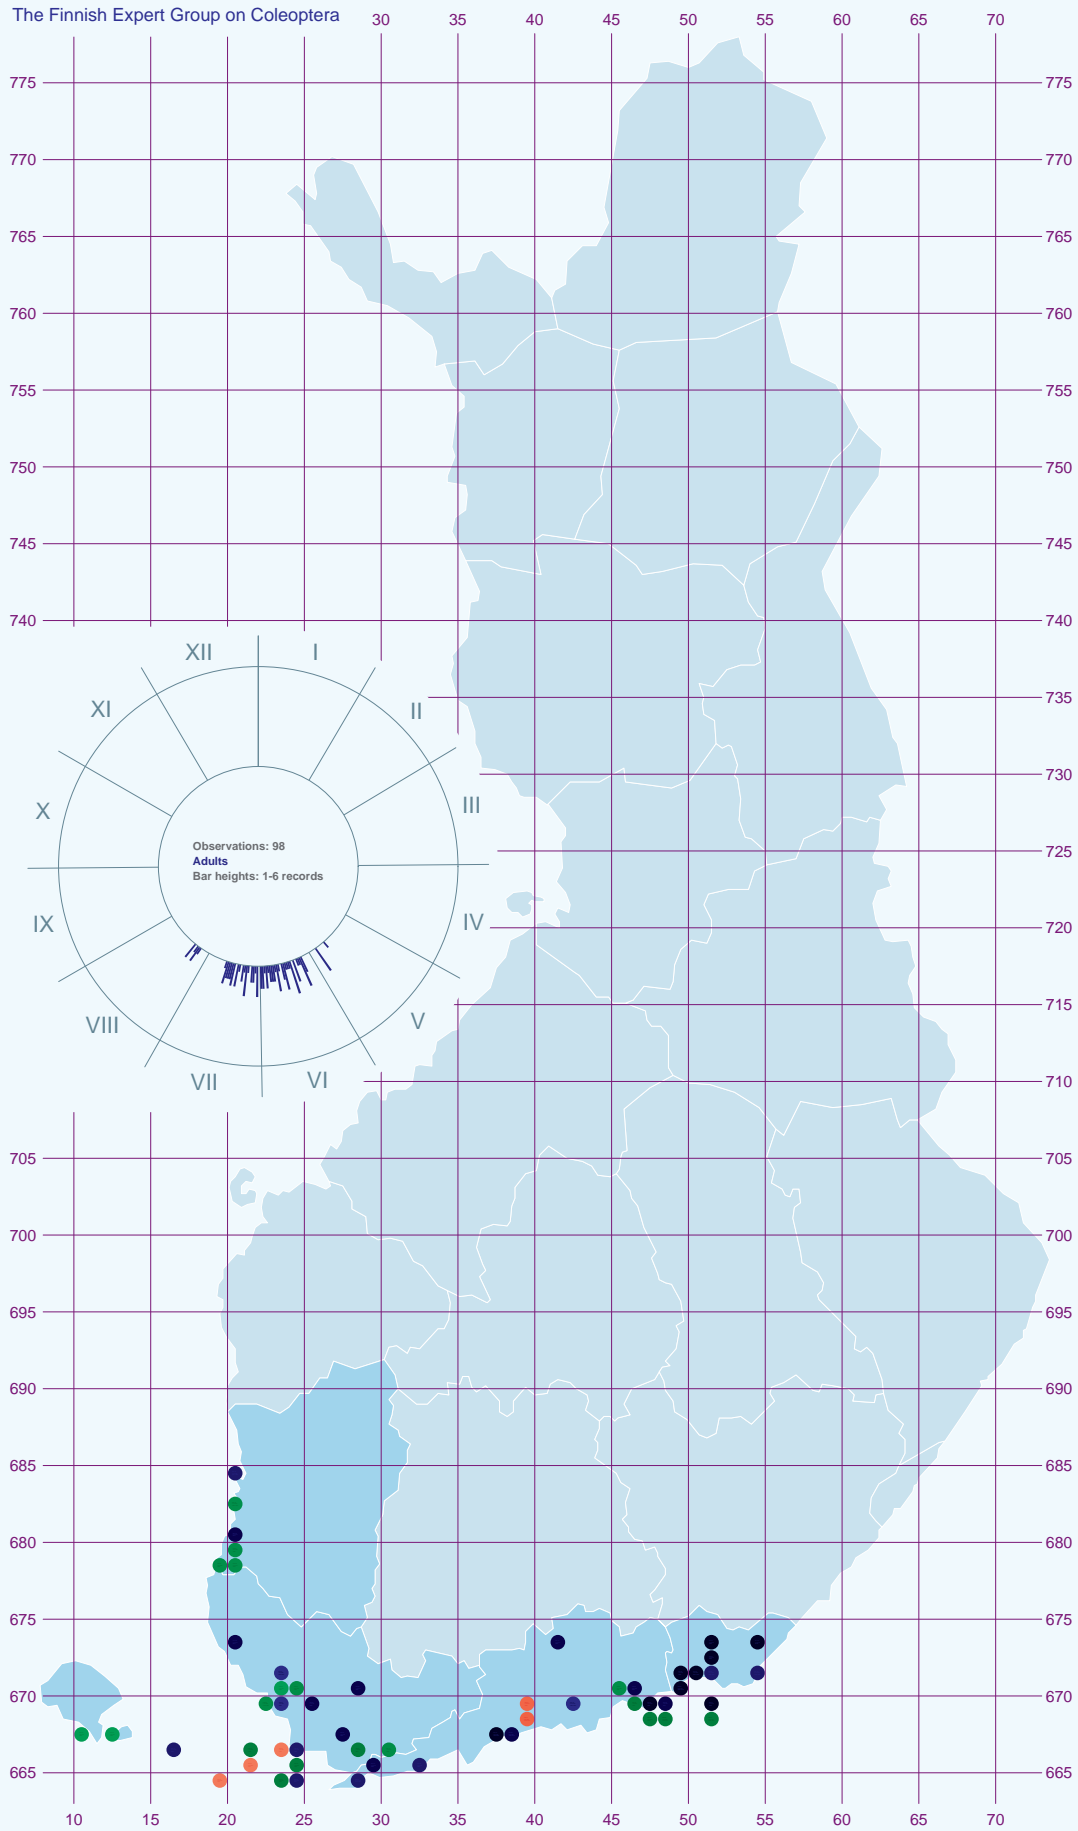 The Finnish Expert Group on Coleoptera
30 35 40 45 50 55 60 65 70
775 775
770 770
765 765
760 760
755 755
750 750
745 745
740 740
XII I
XI II
735
730
X III
725
Observations: 98
Adults
Bar heights: 1-6 records
IX IV
720
715
VIII V
VII VI
710
705 705
700 700
695 695
690 690
685 685
680 680
675 675
670 670
665 665
10 15 20 25 30 35 40 45 50 55 60 65 70